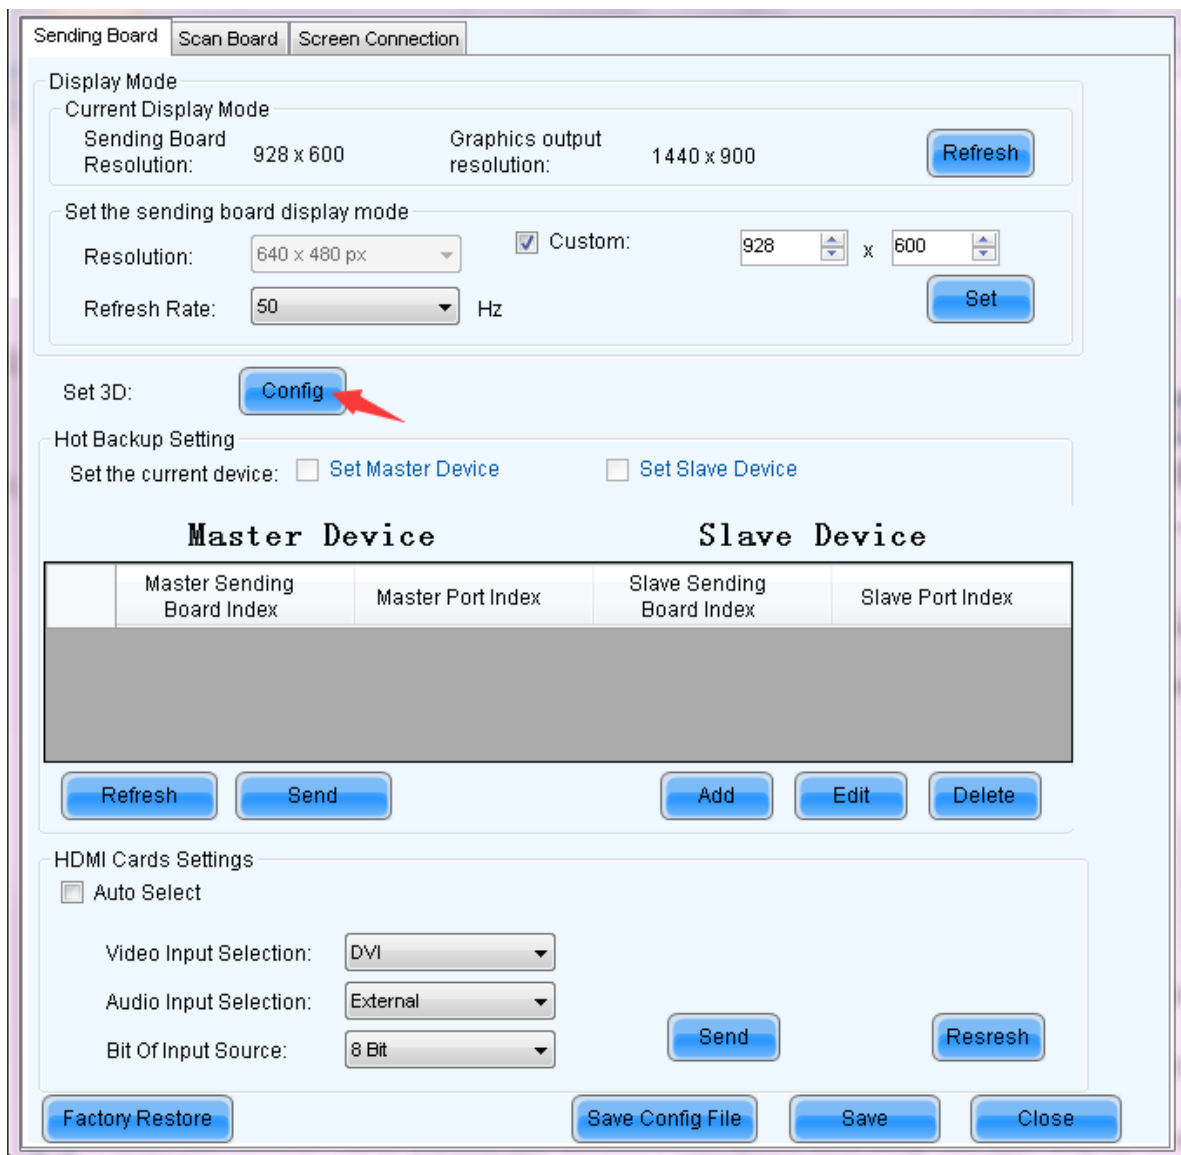 Sending Board Scan Board Screen Connection
Display Mode
Current Display Mode
Sending Board Resolution: 928 x 600 Graphics output resolution: 1440 x 900 Refresh
Set the sending board display mode
Resolution: 640 x 480 px Custom: 928 x 600
Refresh Rate: 50 Hz Set
Set 3D: Config
Hot Backup Setting
Set the current device: Set Master Device Set Slave Device
Master Device Slave Device
Master Sending Board Index Master Port Index Slave Sending Board Index Slave Port Index
Refresh Send Add Edit Delete
HDMI Cards Settings
Auto Select
Video Input Selection: DVI
Audio Input Selection: External
Bit Of Input Source: 8 Bit Send Resresh
Factory Restore Save Config File Save Close